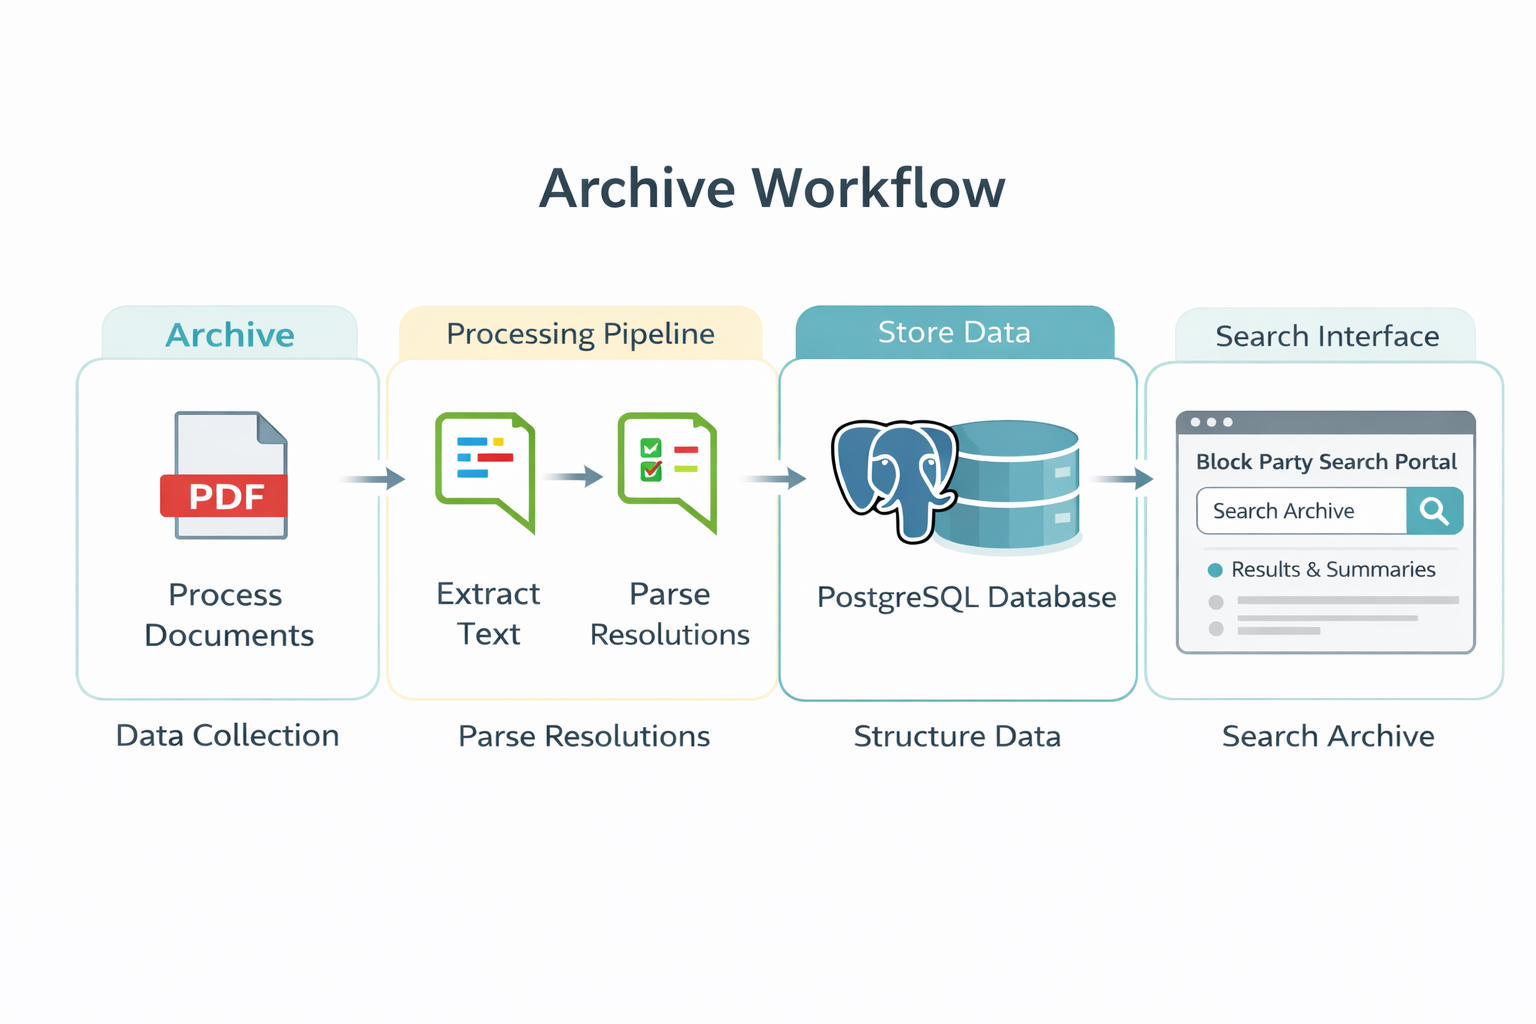 Archive Workflow
Archive
Processing Pipeline
Store Data
Search Interface
PDF
Process
Documents
Extract
Text
Parse
Resolutions
PostgreSQL Database
Block Party Search Portal
Search Archive
Results & Summaries
Data Collection
Parse Resolutions
Structure Data
Search Archive